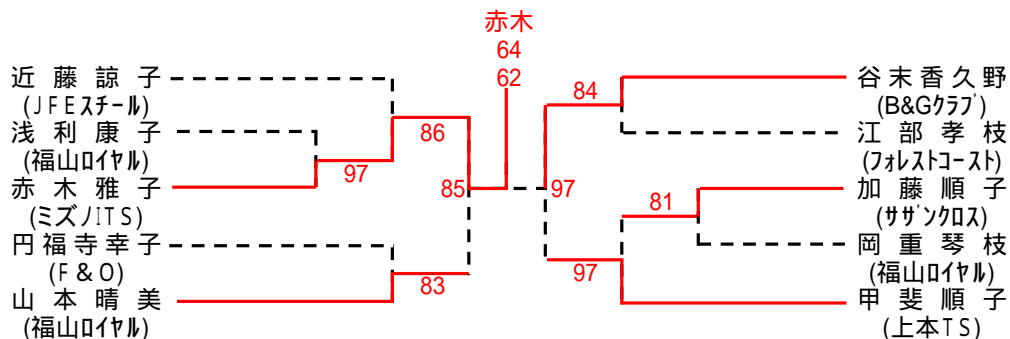 赤木
64
62
近藤諒子
(JFEスチール)
浅利康子
(福山ロイヤル)
赤木雅子
(ミズノITS)
円福寺幸子
(F&O)
山本晴美
(福山ロイヤル)
86
97
85
83
84
97
81
97
谷末香久野
(B&Gクラブ)
江部孝枝
(フォレストコースト)
加藤順子
(サザンクロス)
岡重琴枝
(福山ロイヤル)
甲斐順子
(上本TS)